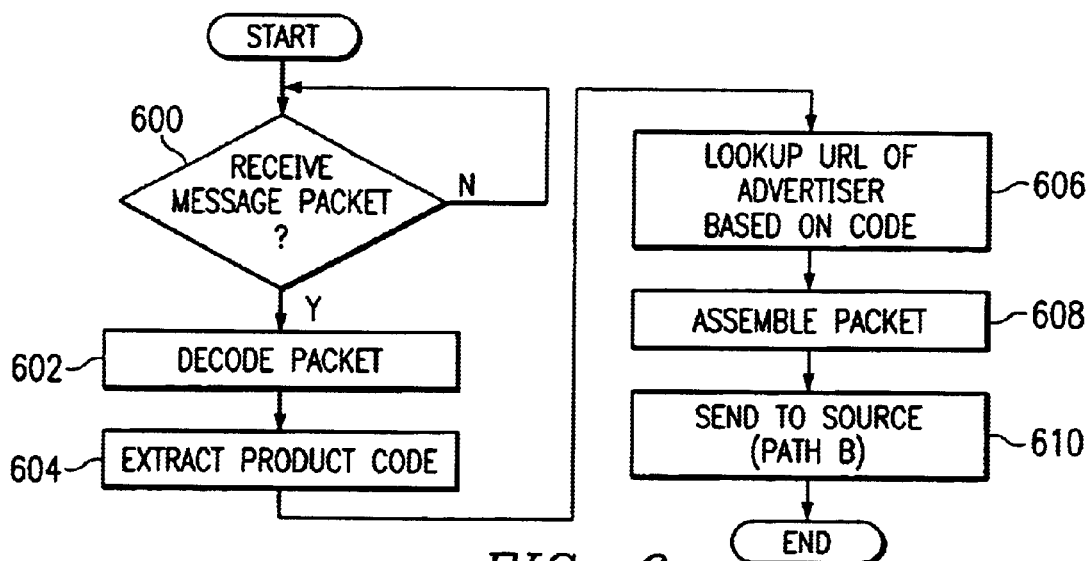 START
600
RECEIVE
MESSAGE PACKET
?
N
Y
602
DECODE PACKET
604
EXTRACT PRODUCT CODE
LOOKUP URL OF
ADVERTISER
BASED ON CODE
606
ASSEMBLE PACKET
608
SEND TO SOURCE
(PATH B)
610
END